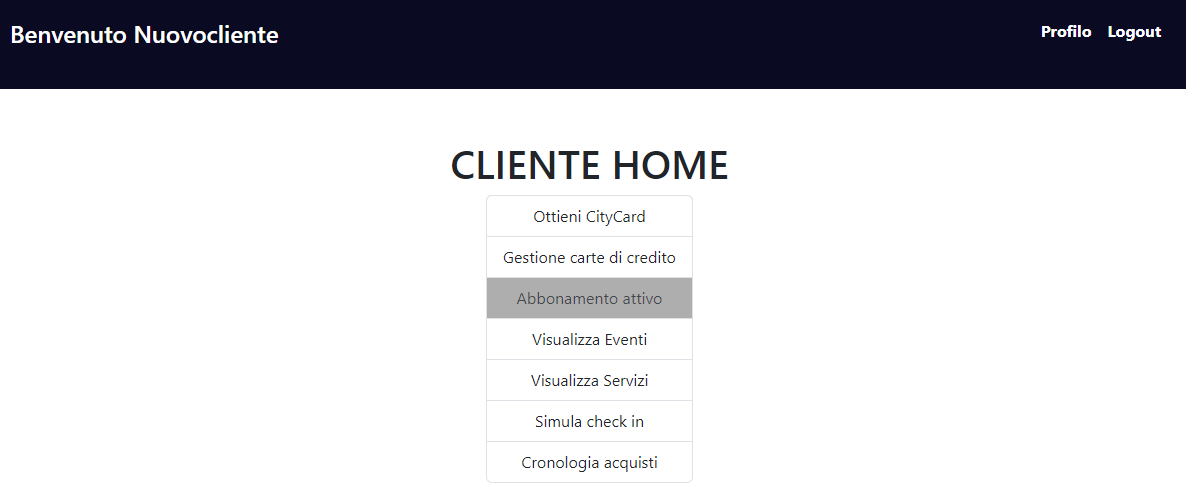 Benvenuto Nuovocliente
Profilo Logout
CLIENTE HOME
Ottieni CityCard
Gestione carte di credito
Abbonamento attivo
Visualizza Eventi
Visualizza Servizi
Simula check in
Cronologia acquisti